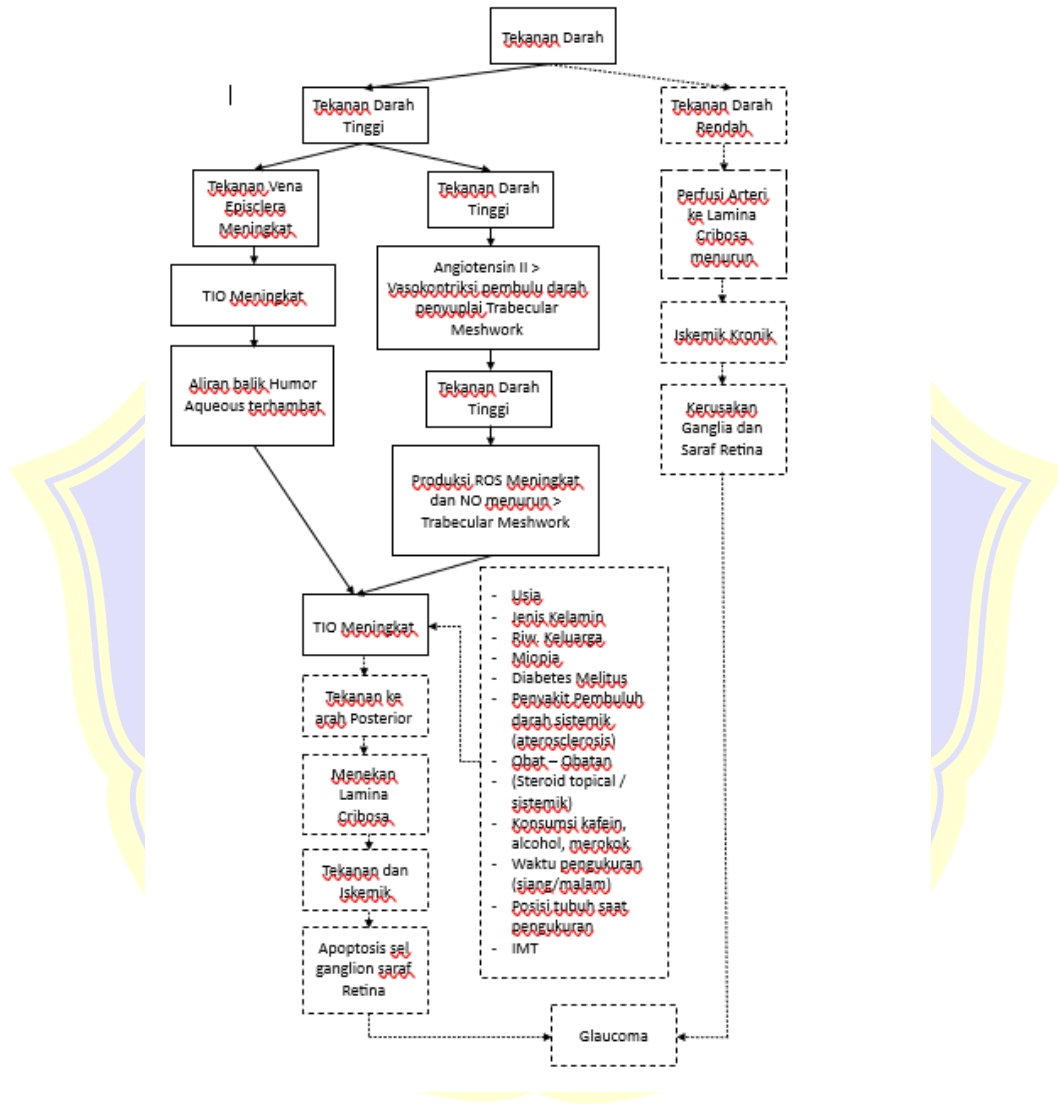 Tekanan Darah
Tekanan Darah
Tinggi
Tekanan Darah
Rendah
Tekanan Vena
Episclera
Meningkat
Tekanan Darah
Tinggi
Perfusi Arteri
ke Lamina
Cribosa
menurun
TIO Meningkat
Angiotensin II >
Vasokontriksi pembulu darah
penyuplai Trabecular
Meshwork
Iskemik Kronik
Aliran balik Humor
Aqueous terhambat
Tekanan Darah
Tinggi
Kerusakan
Ganglia dan
Saraf Retina
Produksi ROS Meningkat
dan NO menurun >
Trabecular Meshwork
TIO Meningkat
- Usia
- Jenis Kelamin
- Riw. Keluarga
- Miopia
- Diabetes Melitus
- Penyakit Pembuluh
darah sistemik
(aterosclerosis)
- Obat – Obatan
- (Steroid topical /
sistemik)
- Konsumsi kafein,
alcohol, merokok
- Waktu pengukuran
(siang/malam)
- Posisi tubuh saat
pengukuran
- IMT
Tekanan ke
arah Posterior
Menekan
Lamina
Cribosa
Tekanan dan
Iskemik
Apoptosis sel
ganglion saraf
Retina
Glaucoma